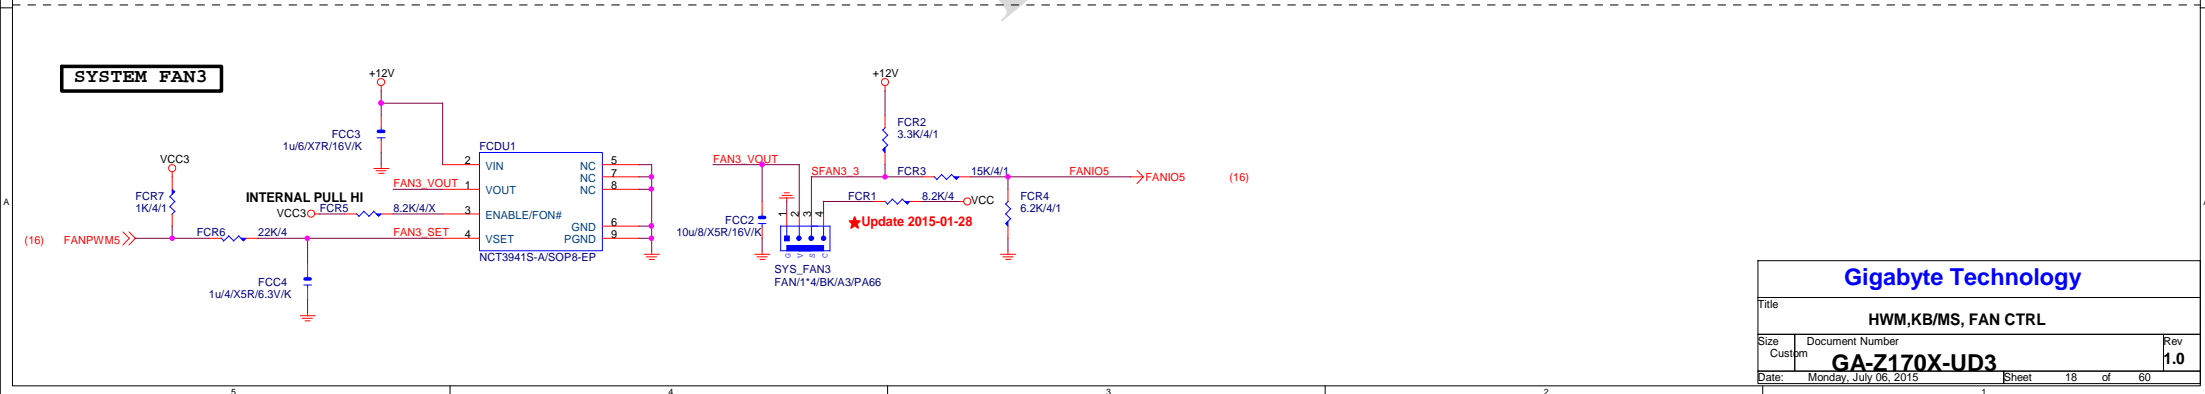 SYSTEM FAN3
+12V
FCC3
1u/6/X7R/16V/K
VCC3
FCR7
1K/4/1
INTERNAL PULL HI
VCC3
FCR5
8.2K/4/X
(16)
FANPWM5
FCR6
22K/4
FAN3_SET
FCC4
1u/4/X5R/6.3V/K
FAN3_VOUT
FCDU1
2
VIN
NC
5
NC
7
1
VOUT
NC
8
3
ENABLE/FON#
GND
6
4
VSET
PGND
9
NCT3941S-A/SOP8-EP
+12V
FCR2
3.3K/4/1
FAN3_VOUT
SFAN3_3
FCR3
15K/4/1
FANIO5
FANIO5
(16)
FCR1
8.2K/4
VCC
FCR4
6.2K/4/1
★Update 2015-01-28
FCC2
10u/8/X5R/16V/K
1
2
3
4
G
V
S
C
SYS_FAN3
FAN/1*4/BK/A3/PA66
A
Gigabyte Technology
Title
HWM,KB/MS, FAN CTRL
Size
Custom
Document Number
GA-Z170X-UD3
Rev
1.0
Date:
Monday, July 06, 2015
Sheet
18
of
60
5
4
3
2
1